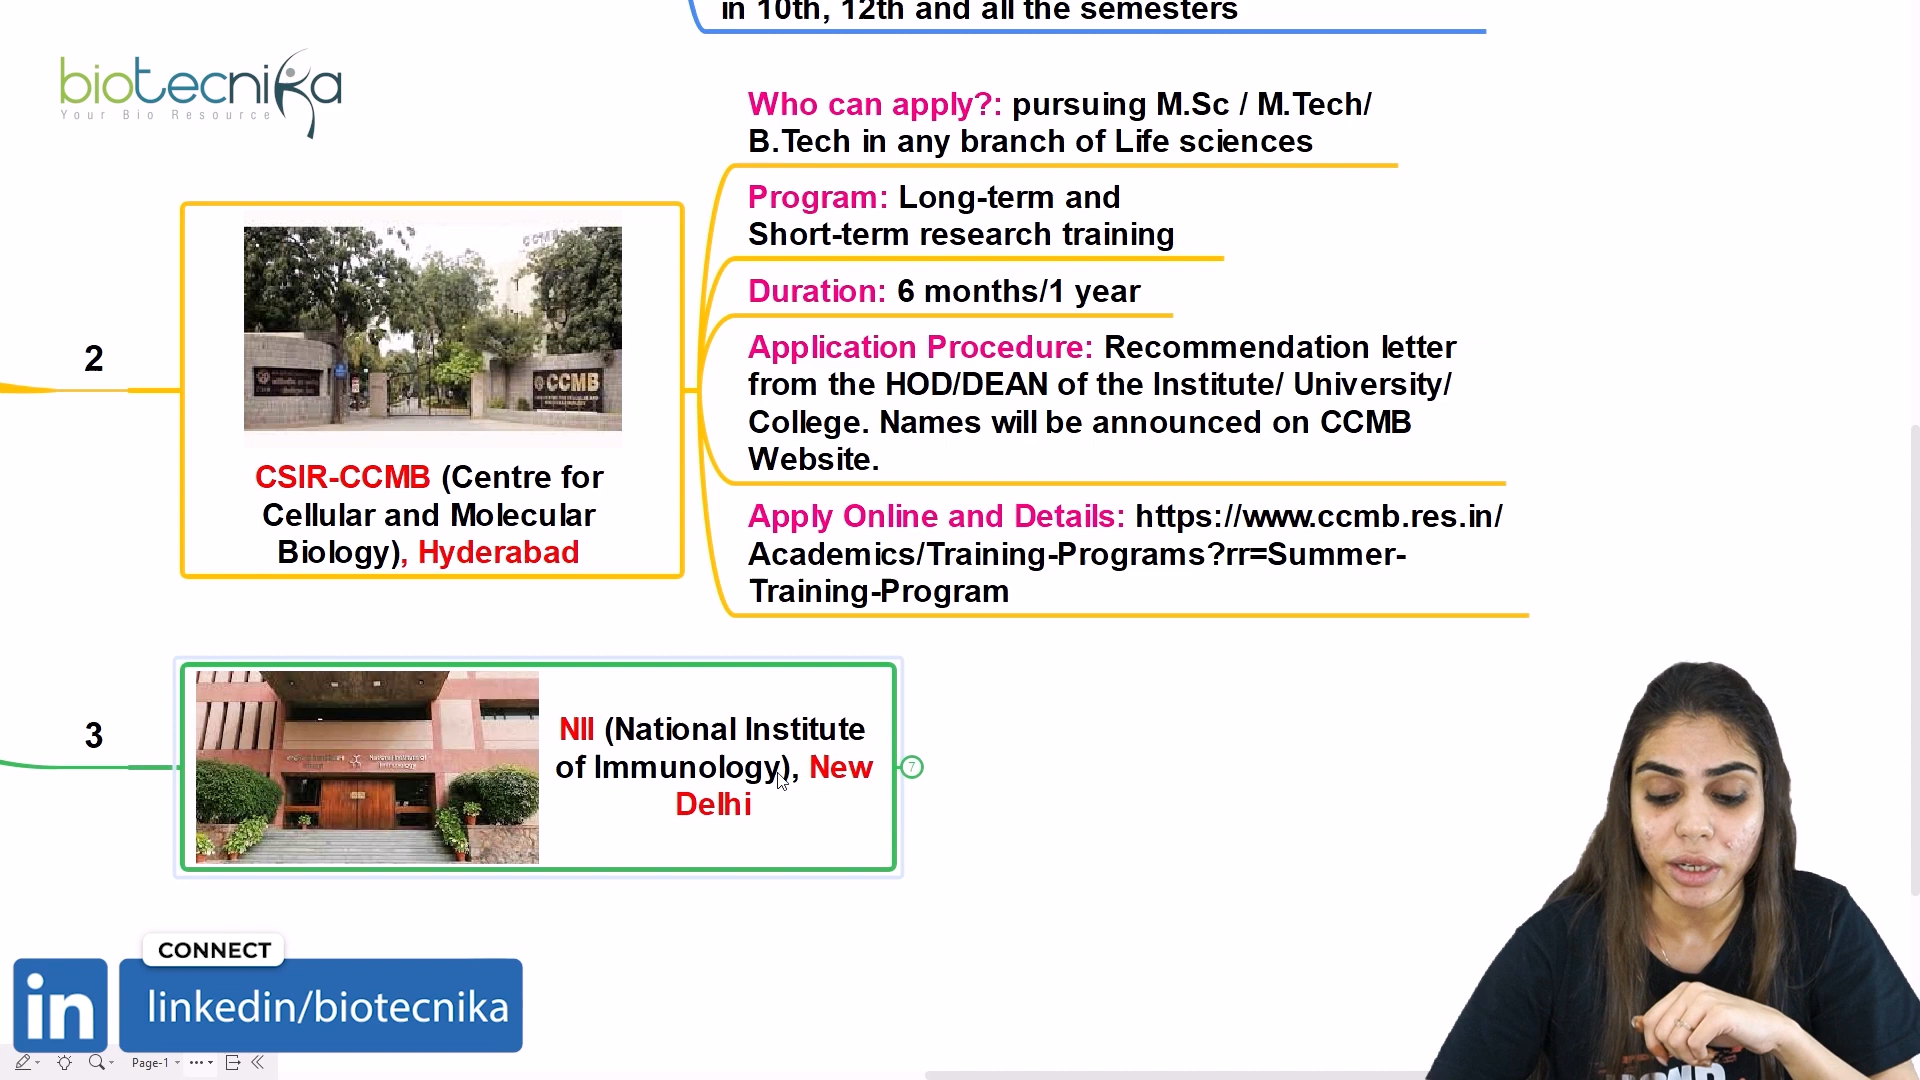 in 10th, 12th and all the semesters
biotecnika
Your Bio Resource
Who can apply?: pursuing M.Sc / M.Tech/
B.Tech in any branch of Life sciences
Program: Long-term and
Short-term research training
Duration: 6 months/1 year
2
Application Procedure: Recommendation letter
from the HOD/DEAN of the Institute/ University/
College. Names will be announced on CCMB
Website.
CCMB
CSIR-CCMB (Centre for
Cellular and Molecular
Biology), Hyderabad
Apply Online and Details: https://www.ccmb.res.in/
Academics/Training-Programs?rr=Summer-
Training-Program
3
NII (National Institute
of Immunology), New
Delhi
7
CONNECT
in
linkedin/biotecnika
Page-1